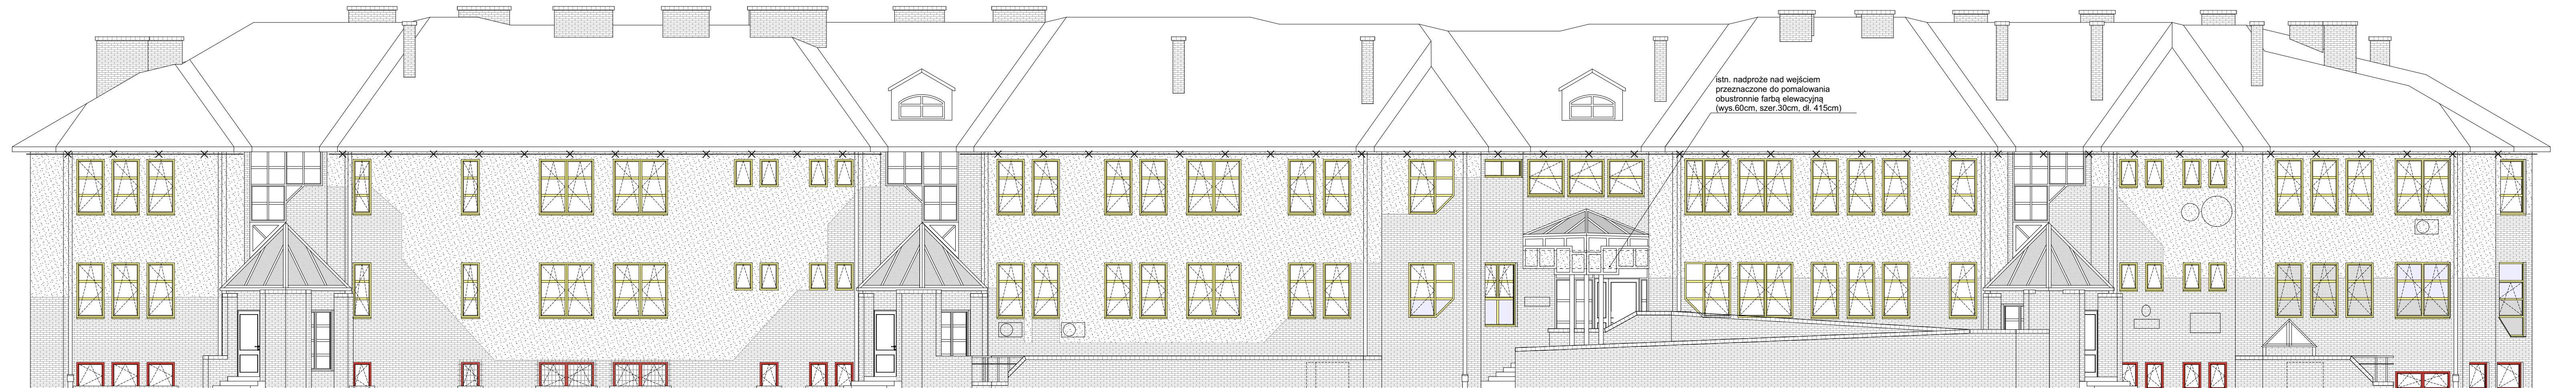 istn. nadproże nad wejściem
przeznaczone do pomalowania
obustronnie farbą elewacyjną
(wys.60cm, szer.30cm, dł. 415cm)